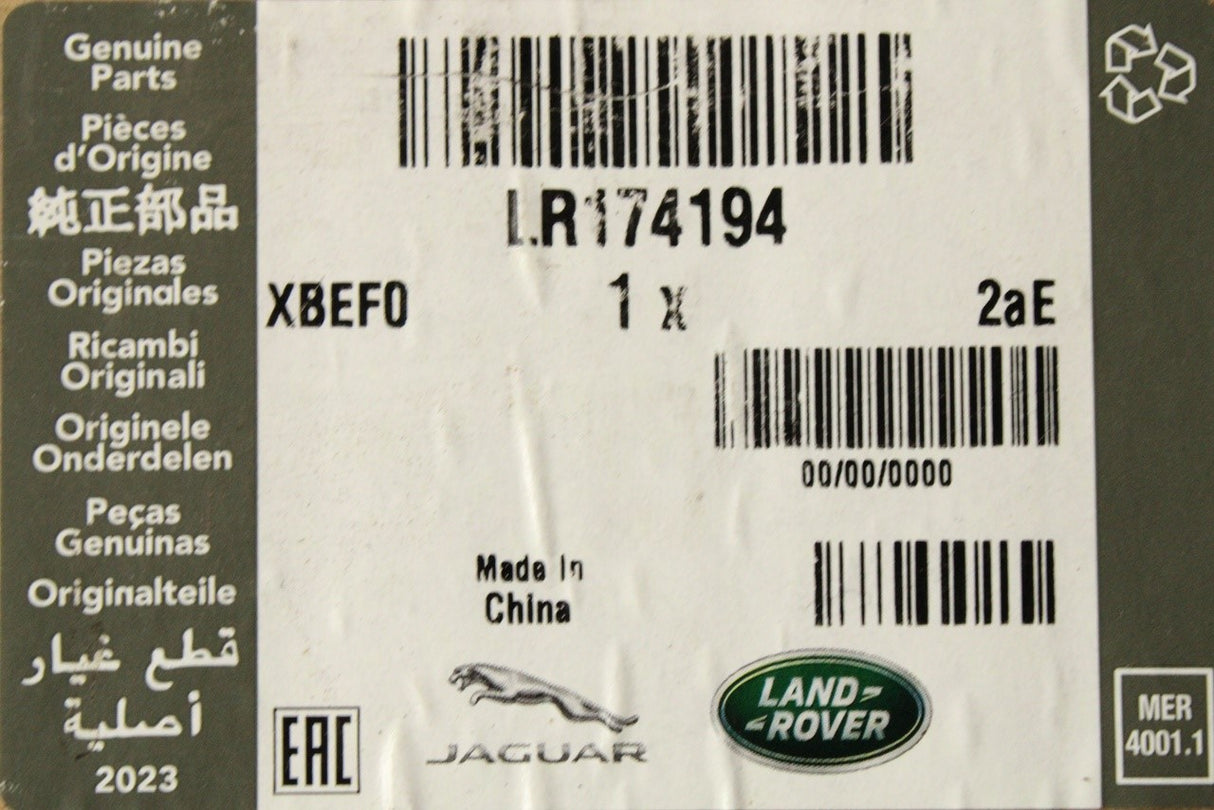 Genuine
Parts
Pièces
d'Origine
純正部品
Piezas
Originales
Ricambi
Originali
Originele
Onderdelen
Peças
Genuinas
Originalteile
قطع غيار
أصلية
2023
LR174194
XBEF0 1 x 2aE
00/00/0000
Made In
China
EAC
JAGUAR
LAND-
-ROVER
MER
4001.1